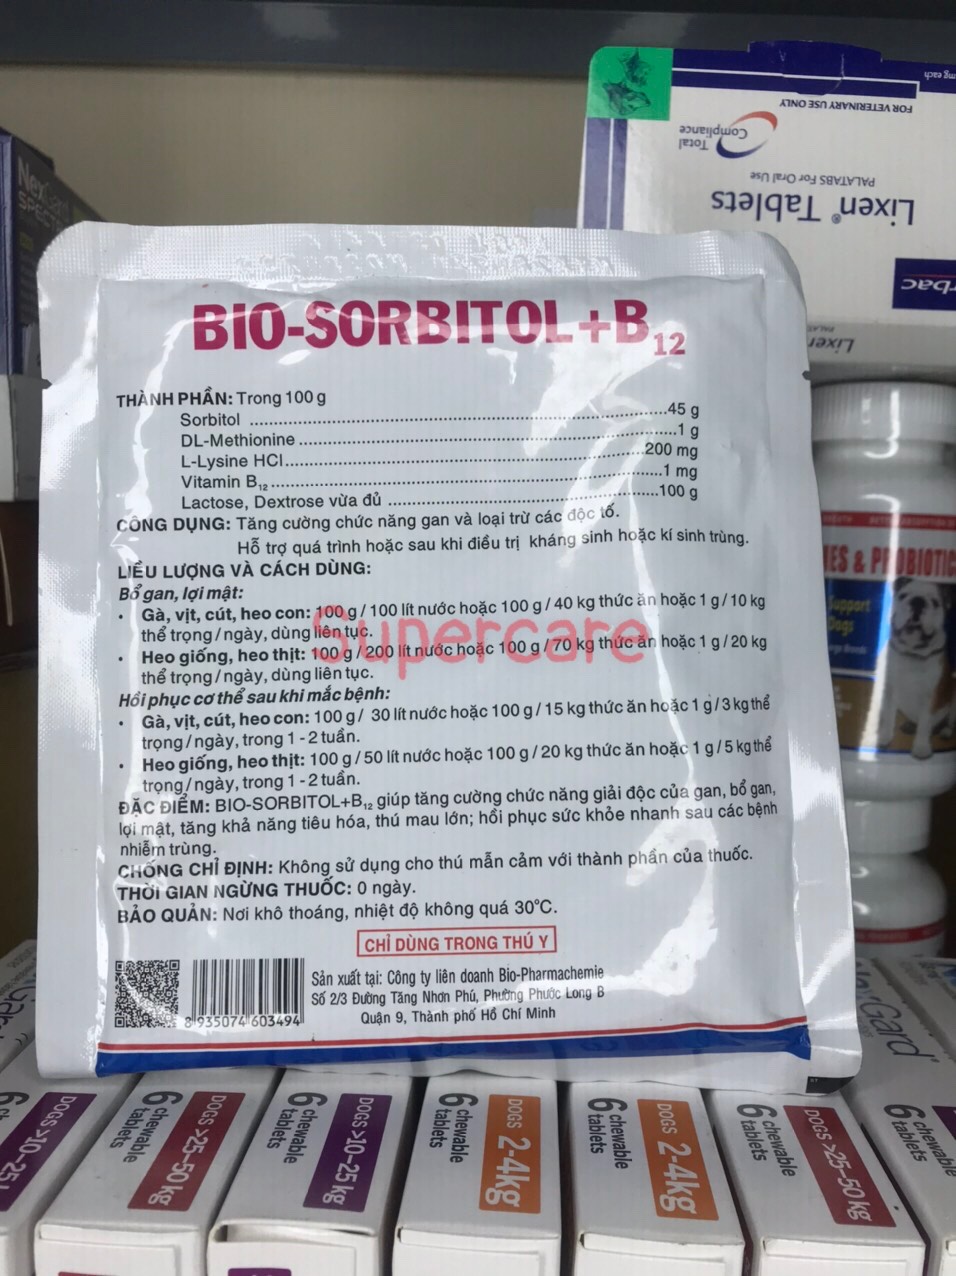 BIO-SORBITOL+B12
THÀNH PHẦN: Trong 100 g
Sorbitol ...45 g
DL-Methionine ...1 g
L-Lysine HCl...200 mg
Vitamin B12 ...1 mg
Lactose, Dextrose vừa đủ ...100 g
CÔNG DỤNG: Tăng cường chức năng gan và loại trừ các độc tố.
Hỗ trợ quá trình hoặc sau khi điều trị kháng sinh hoặc kí sinh trùng.
LIỀU LƯỢNG VÀ CÁCH DÙNG:
Bổ gan, lợi mật:
• Gà, vịt, cút, heo con: 100 g / 100 lít nước hoặc 100 g / 40 kg thức ăn hoặc 1 g / 10 kg
thể trọng / ngày, dùng liên tục.
• Heo giống, heo thịt: 100 g / 200 lít nước hoặc 100 g / 70 kg thức ăn hoặc 1 g / 20 kg
thể trọng / ngày, dùng liên tục.
Supercare
Hồi phục cơ thể sau khi mắc bệnh:
• Gà, vịt, cút, heo con: 100 g / 30 lít nước hoặc 100 g / 15 kg thức ăn hoặc 1 g / 3 kg thể
trọng / ngày, trong 1 - 2 tuần.
• Heo giống, heo thịt: 100 g / 50 lít nước hoặc 100 g / 20 kg thức ăn hoặc 1 g / 5 kg thể
trọng / ngày, trong 1 - 2 tuần.
ĐẶC ĐIỂM: BIO-SORBITOL+B12 giúp tăng cường chức năng giải độc của gan, bổ gan,
lợi mật, tăng khả năng tiêu hóa, thú mau lớn; hồi phục sức khỏe nhanh sau các bệnh
nhiễm trùng.
CHỐNG CHỈ ĐỊNH: Không sử dụng cho thú mẫn cảm với thành phần của thuốc.
THỜI GIAN NGỪNG THUỐC: 0 ngày.
BẢO QUẢN: Nơi khô thoáng, nhiệt độ không quá 30°C.
CHỈ DÙNG TRONG THÚ Y
Sản xuất tại: Công ty liên doanh Bio-Pharmachemie
Số 2/3 Đường Tăng Nhơn Phú, Phường Phước Long B
Quận 9, Thành phố Hồ Chí Minh
8 935074 603494
FOR VETERINARY USE ONLY
Total
Compliance
PALATABS For Oral Use
Lixen® Tablets
NexGard
SPECTRA
& PROBIOTIC
Support
Dogs
DOGS >25-50 kg
6 chewable
tablets
DOGS >10-25 kg
6 chewable
tablets
DOGS 2-4 kg
6 chewable
tablets
DOGS 2-4 kg
6 chewable
tablets
DOGS >25-50 kg
6 chewable
tablets
6 chewable
tablets